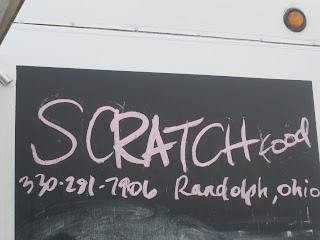 SCRATCH food
330-281-7906 Randolph, Ohio